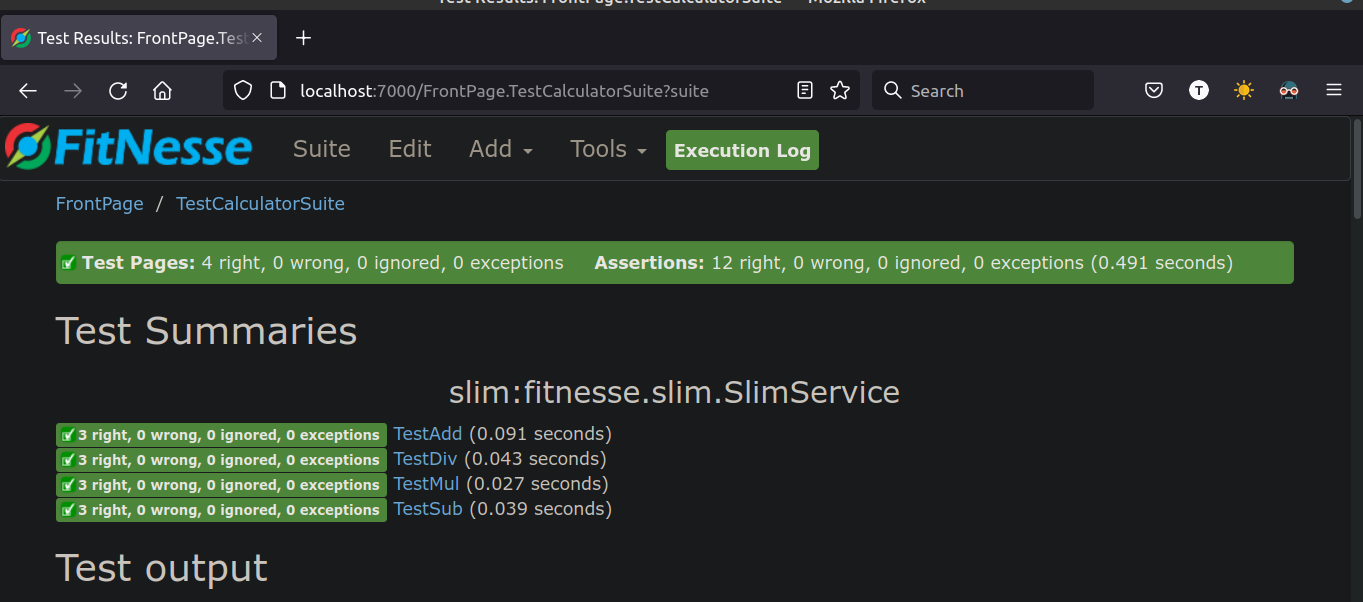 Test Results: FrontPage.TestCalculatorSuite — Mozilla Firefox
Test Results: FrontPage.Test
localhost:7000/FrontPage.TestCalculatorSuite?suite
Search
T
FitNesse
Suite
Edit
Add
Tools
Execution Log
FrontPage / TestCalculatorSuite
Test Pages: 4 right, 0 wrong, 0 ignored, 0 exceptions Assertions: 12 right, 0 wrong, 0 ignored, 0 exceptions (0.491 seconds)
Test Summaries
slim:fitnesse.slim.SlimService
3 right, 0 wrong, 0 ignored, 0 exceptions TestAdd (0.091 seconds)
3 right, 0 wrong, 0 ignored, 0 exceptions TestDiv (0.043 seconds)
3 right, 0 wrong, 0 ignored, 0 exceptions TestMul (0.027 seconds)
3 right, 0 wrong, 0 ignored, 0 exceptions TestSub (0.039 seconds)
Test output